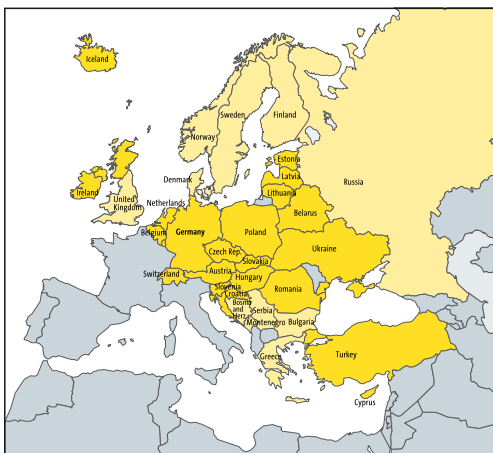 Iceland
Sweden
Finland
Norway
Estonia
Latvia
Lithuania
Russia
Denmark
Ireland
United
Kingdom
Netherlands
Belarus
Belgium
Germany
Poland
Ukraine
Czech Rep.
Slovakia
Switzerland
Austria
Hungary
Slovenia
Croatia
Romania
Bosnia
and
Herz.
Serbia
Montenegro
Bulgaria
Greece
Turkey
Cyprus